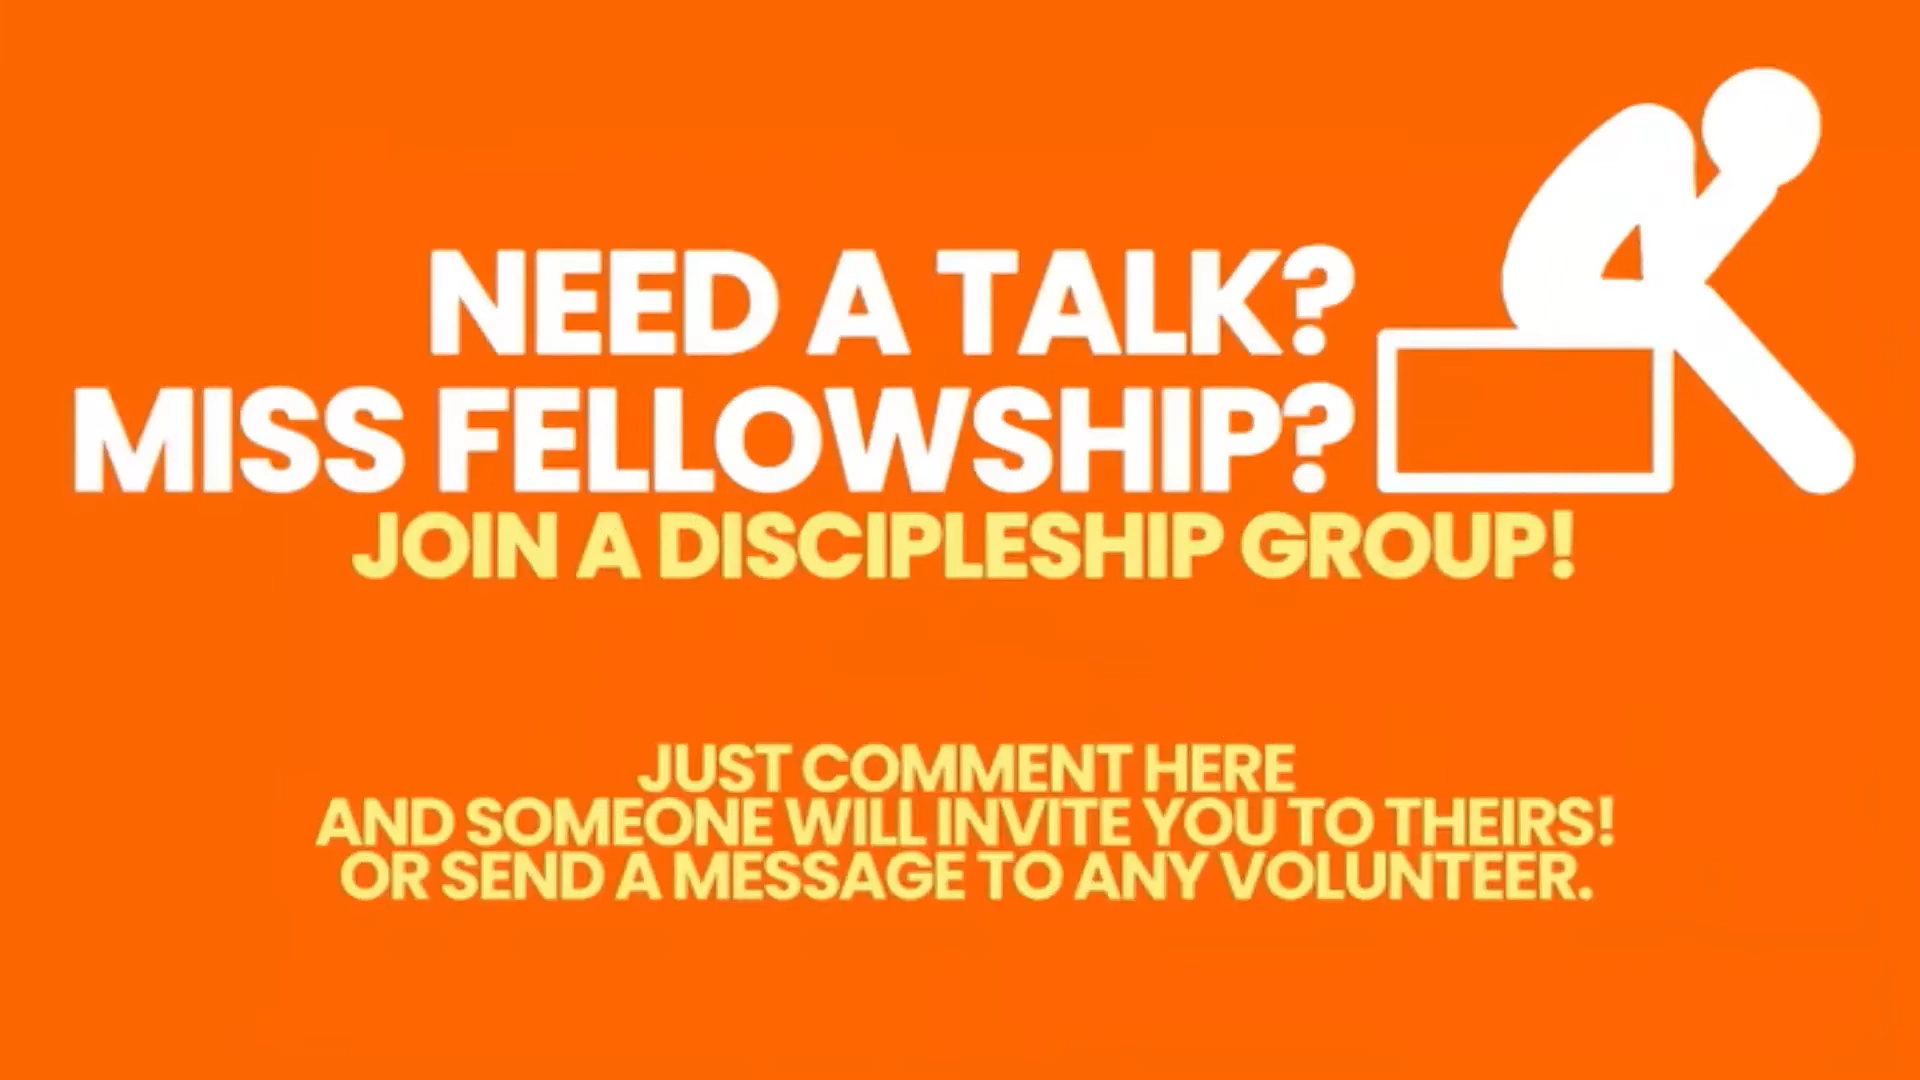 NEED A TALK?
MISS FELLOWSHIP?
JOIN A DISCIPLESHIP GROUP!
JUST COMMENT HERE
AND SOMEONE WILL INVITE YOU TO THEIRS!
OR SEND A MESSAGE TO ANY VOLUNTEER.